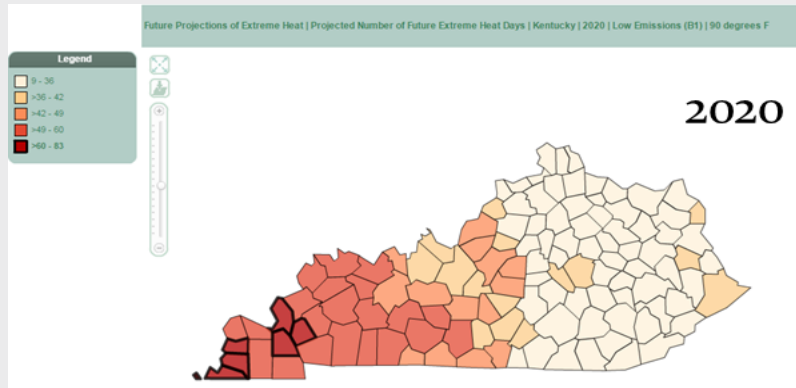 Future Projections of Extreme Heat | Projected Number of Future Extreme Heat Days | Kentucky | 2020 | Low Emissions (B1) | 90 degrees F
Legend
9 - 36
>36 - 42
>42 - 49
>49 - 60
>60 - 83
2020